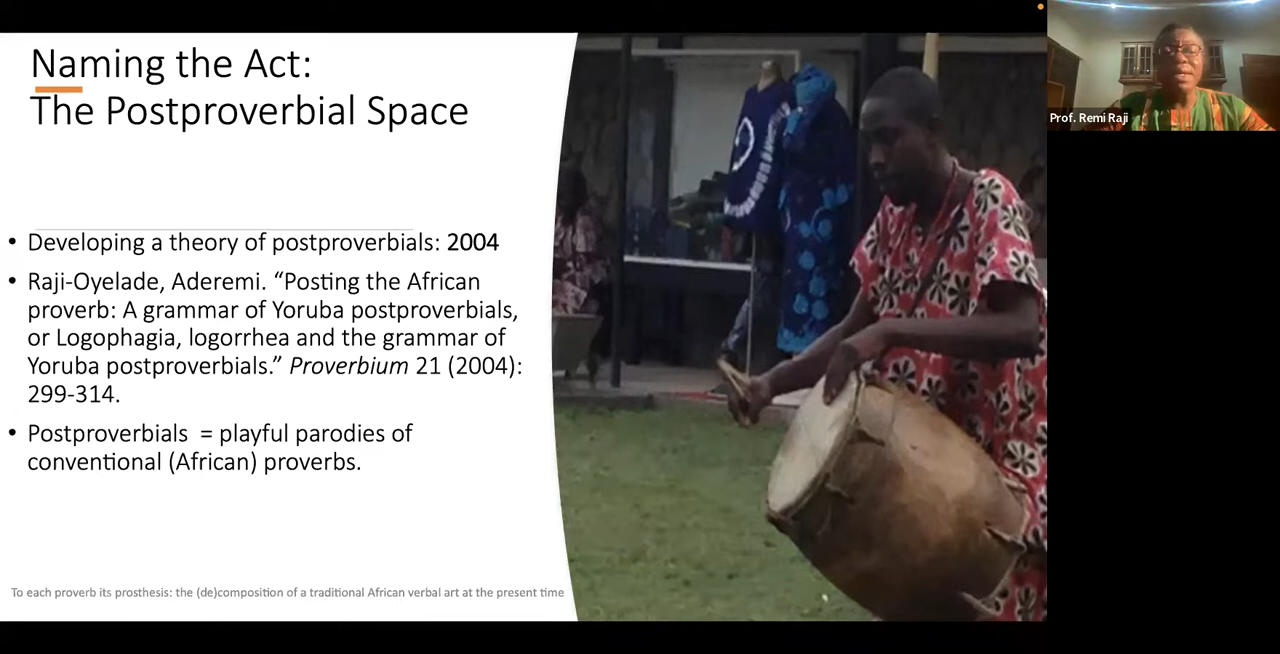 Naming the Act:
The Postproverbial Space
• Developing a theory of postproverbials: 2004
• Raji-Oyelade, Aderemi. “Posting the African
proverb: A grammar of Yoruba postproverbials,
or Logophagia, logorrhea and the grammar of
Yoruba postproverbials.” Proverbium 21 (2004):
299-314.
• Postproverbials  = playful parodies of
conventional (African) proverbs.
To each proverb its prosthesis: the (de)composition of a traditional African verbal art at the present time
Prof. Remi Raji